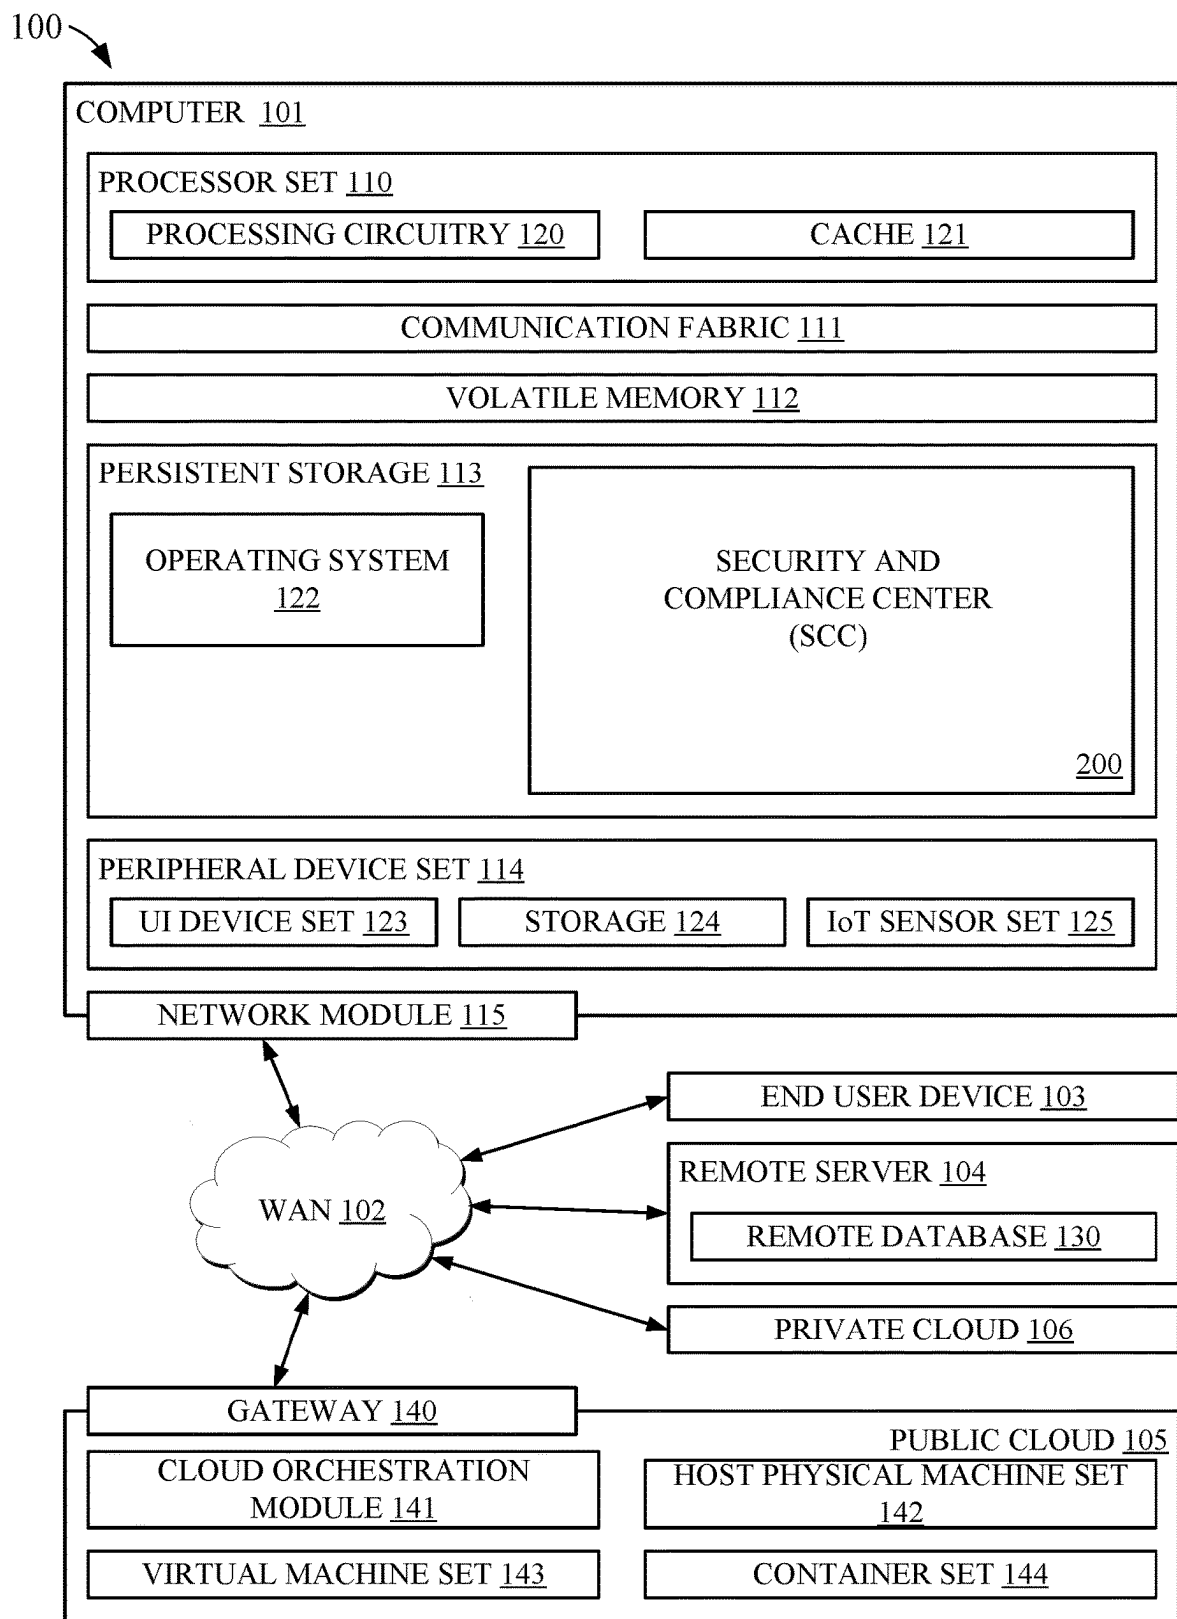 100
COMPUTER 101
PROCESSOR SET 110
PROCESSING CIRCUITRY 120
CACHE 121
COMMUNICATION FABRIC 111
VOLATILE MEMORY 112
PERSISTENT STORAGE 113
OPERATING SYSTEM
122
SECURITY AND
COMPLIANCE CENTER
(SCC)
200
PERIPHERAL DEVICE SET 114
UI DEVICE SET 123
STORAGE 124
IoT SENSOR SET 125
NETWORK MODULE 115
END USER DEVICE 103
REMOTE SERVER 104
REMOTE DATABASE 130
WAN 102
PRIVATE CLOUD 106
GATEWAY 140
PUBLIC CLOUD 105
CLOUD ORCHESTRATION
MODULE 141
HOST PHYSICAL MACHINE SET
142
VIRTUAL MACHINE SET 143
CONTAINER SET 144